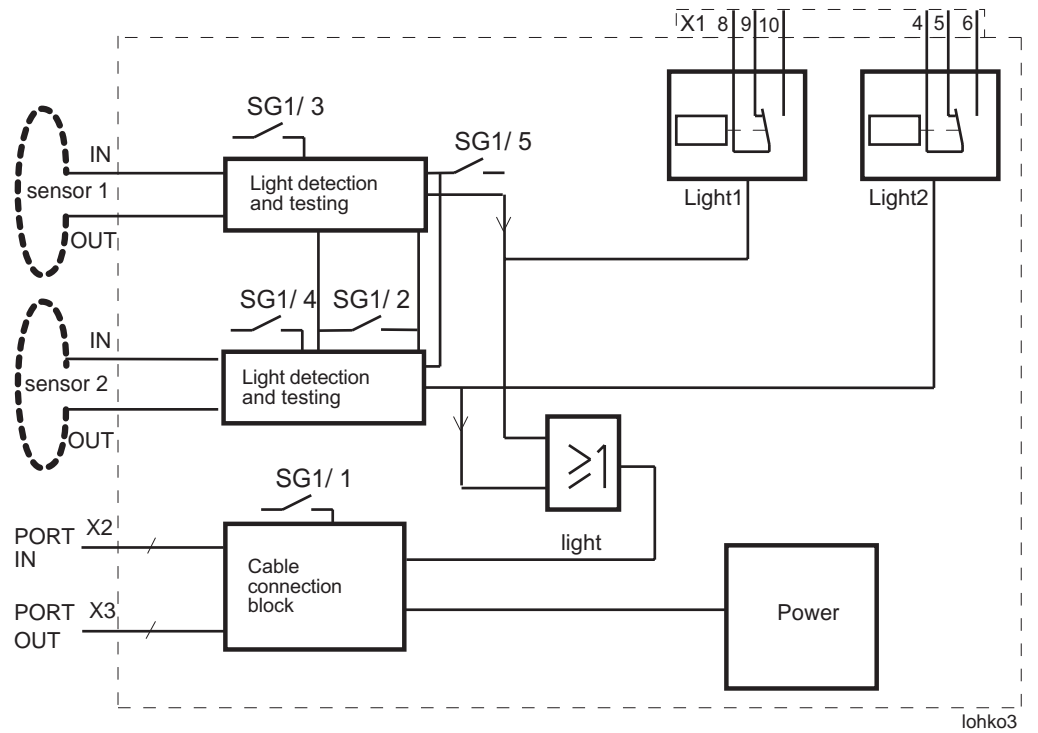 X1 8 9 10 4 5 6
SG1/ 3
SG1/ 5
IN
sensor 1
OUT
Light detection
and testing
Light1
Light2
SG1/ 4
SG1/ 2
IN
sensor 2
OUT
Light detection
and testing
≥1
SG1/ 1
light
PORT
IN
X2
Cable
connection
block
PORT
OUT
X3
Power
lohko3